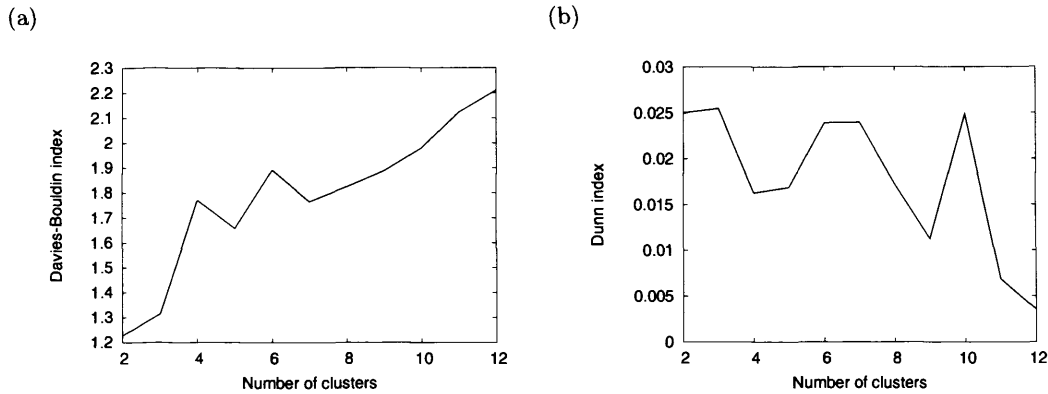 (a)
(b)
2.3
2.2
2.1
2
1.9
1.8
1.7
1.6
1.5
1.4
1.3
1.2
Davies-Bouldin index
2 4 6 8 10 12
Number of clusters
0.03
0.025
0.02
0.015
0.01
0.005
0
Dunn index
2 4 6 8 10 12
Number of clusters